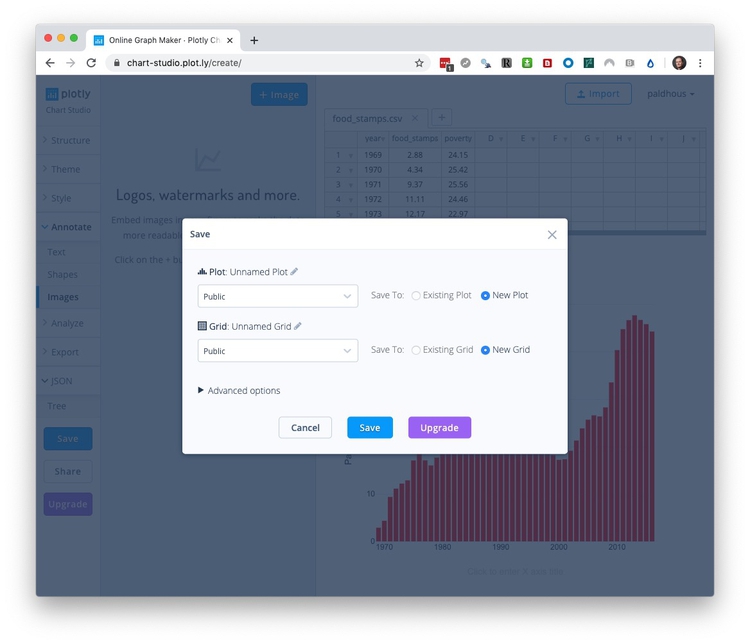 Online Graph Maker · Plotly Ch
chart-studio.plot.ly/create/
plotly
Chart Studio
+ Image
Import
paldhous
Structure
Theme
Style
Annotate
Text
Shapes
Images
Analyze
Export
JSON
Tree
Save
Share
Upgrade
Logos, watermarks and more.
Embed images in
more readab
Click on the + bu
food_stamps.csv
year food_stamps poverty D E F G H I J
1 1969 2.88 24.15
2 1970 4.34 25.42
3 1971 9.37 25.56
4 1972 11.11 24.46
5 1973 12.17 22.97
Save
Plot: Unnamed Plot
Public
Save To: Existing Plot New Plot
Grid: Unnamed Grid
Public
Save To: Existing Grid New Grid
Advanced options
Cancel Save Upgrade
10
0
1970 1980 1990 2000 2010
Click to enter X axis title